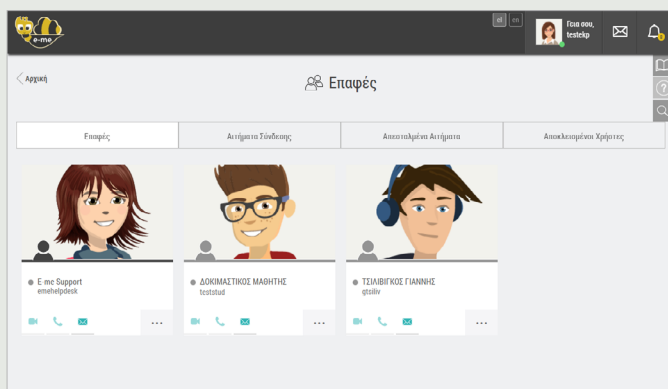 e-me
el en
Γεια σου,
testekp
Αρχική
Επαφές
Επαφές Αιτήματα Σύνδεσης Απεσταλμένα Αιτήματα Αποκλεισμένοι Χρήστες
E-me Support
emehelpdesk
ΔΟΚΙΜΑΣΤΙΚΟΣ ΜΑΘΗΤΗΣ
teststud
ΤΣΙΛΙΒΙΓΚΟΣ ΓΙΑΝΝΗΣ
gtsiliv